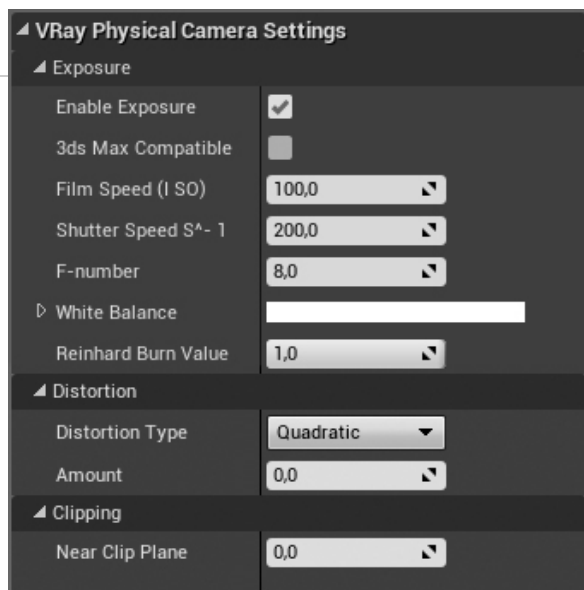 VRay Physical Camera Settings
Exposure
Enable Exposure
3ds Max Compatible
Film Speed (I SO) 100,0
Shutter Speed S^- 1 200,0
F-number 8,0
White Balance
Reinhard Burn Value 1,0
Distortion
Distortion Type Quadratic
Amount 0,0
Clipping
Near Clip Plane 0,0